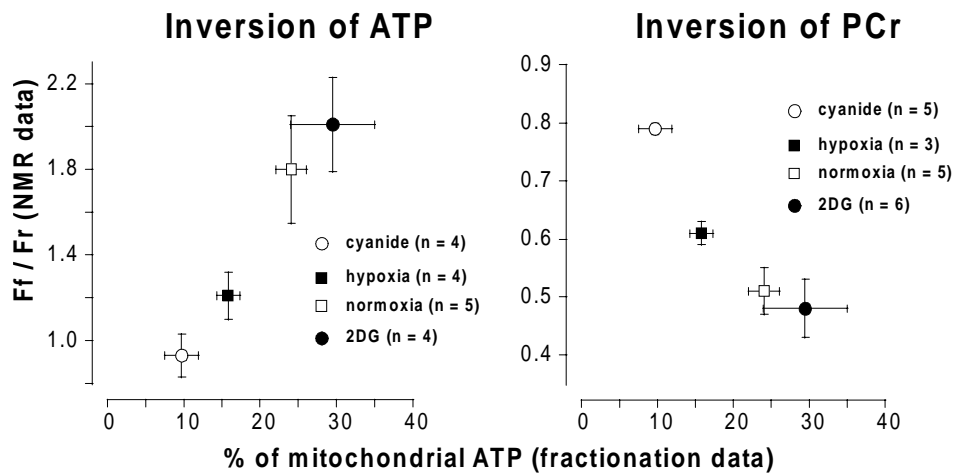 Inversion of ATP
Inversion of PCr
Ff / Fr (NMR data)
2.2
1.8
1.4
1.0
cyanide (n = 4)
hypoxia (n = 4)
normoxia (n = 5)
2DG (n = 4)
0 10 20 30 40
0.9
0.8
0.7
0.6
0.5
0.4
cyanide (n = 5)
hypoxia (n = 3)
normoxia (n = 5)
2DG (n = 6)
0 10 20 30 40
% of mitochondrial ATP (fractionation data)